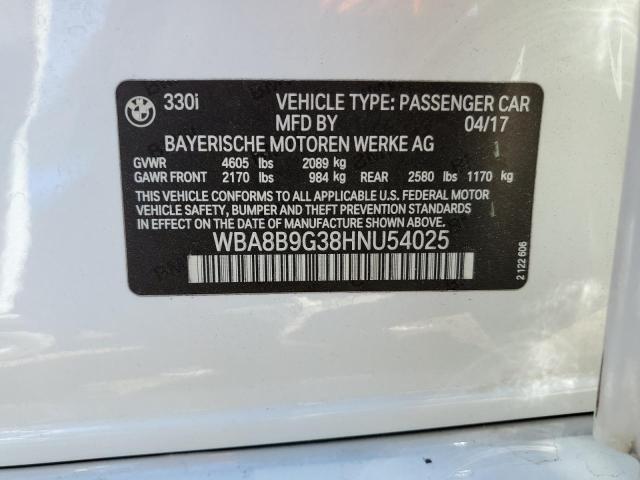 330i VEHICLE TYPE: PASSENGER CAR
MFD BY 04/17
BAYERISCHE MOTOREN WERKE AG
GVWR 4605 lbs 2089 kg
GAWR FRONT 2170 lbs 984 kg REAR 2580 lbs 1170 kg
THIS VEHICLE CONFORMS TO ALL APPLICABLE U.S. FEDERAL MOTOR
VEHICLE SAFETY, BUMPER AND THEFT PREVENTION STANDARDS
IN EFFECT ON THE DATE OF MANUFACTURE SHOWN ABOVE.
WBA8B9G38HNU54025
2 122 606